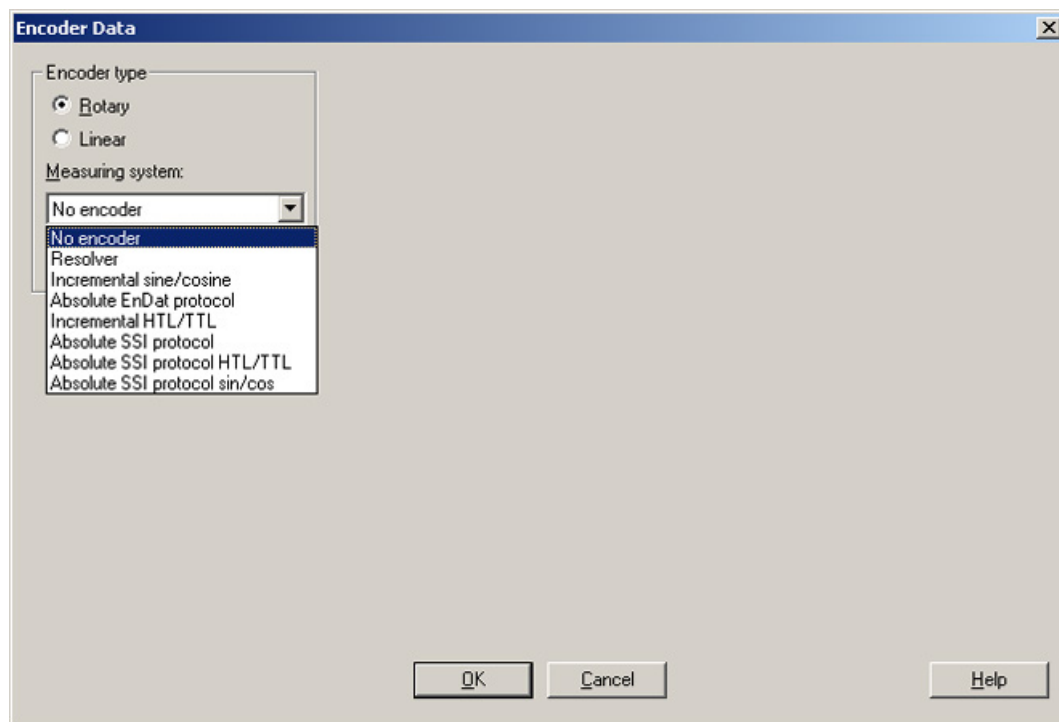 Encoder Data
Encoder type
Rotary
Linear
Measuring system:
No encoder
No encoder
Resolver
Incremental sine/cosine
Absolute EnDat protocol
Incremental HTL/TTL
Absolute SSI protocol
Absolute SSI protocol HTL/TTL
Absolute SSI protocol sin/cos
OK Cancel Help